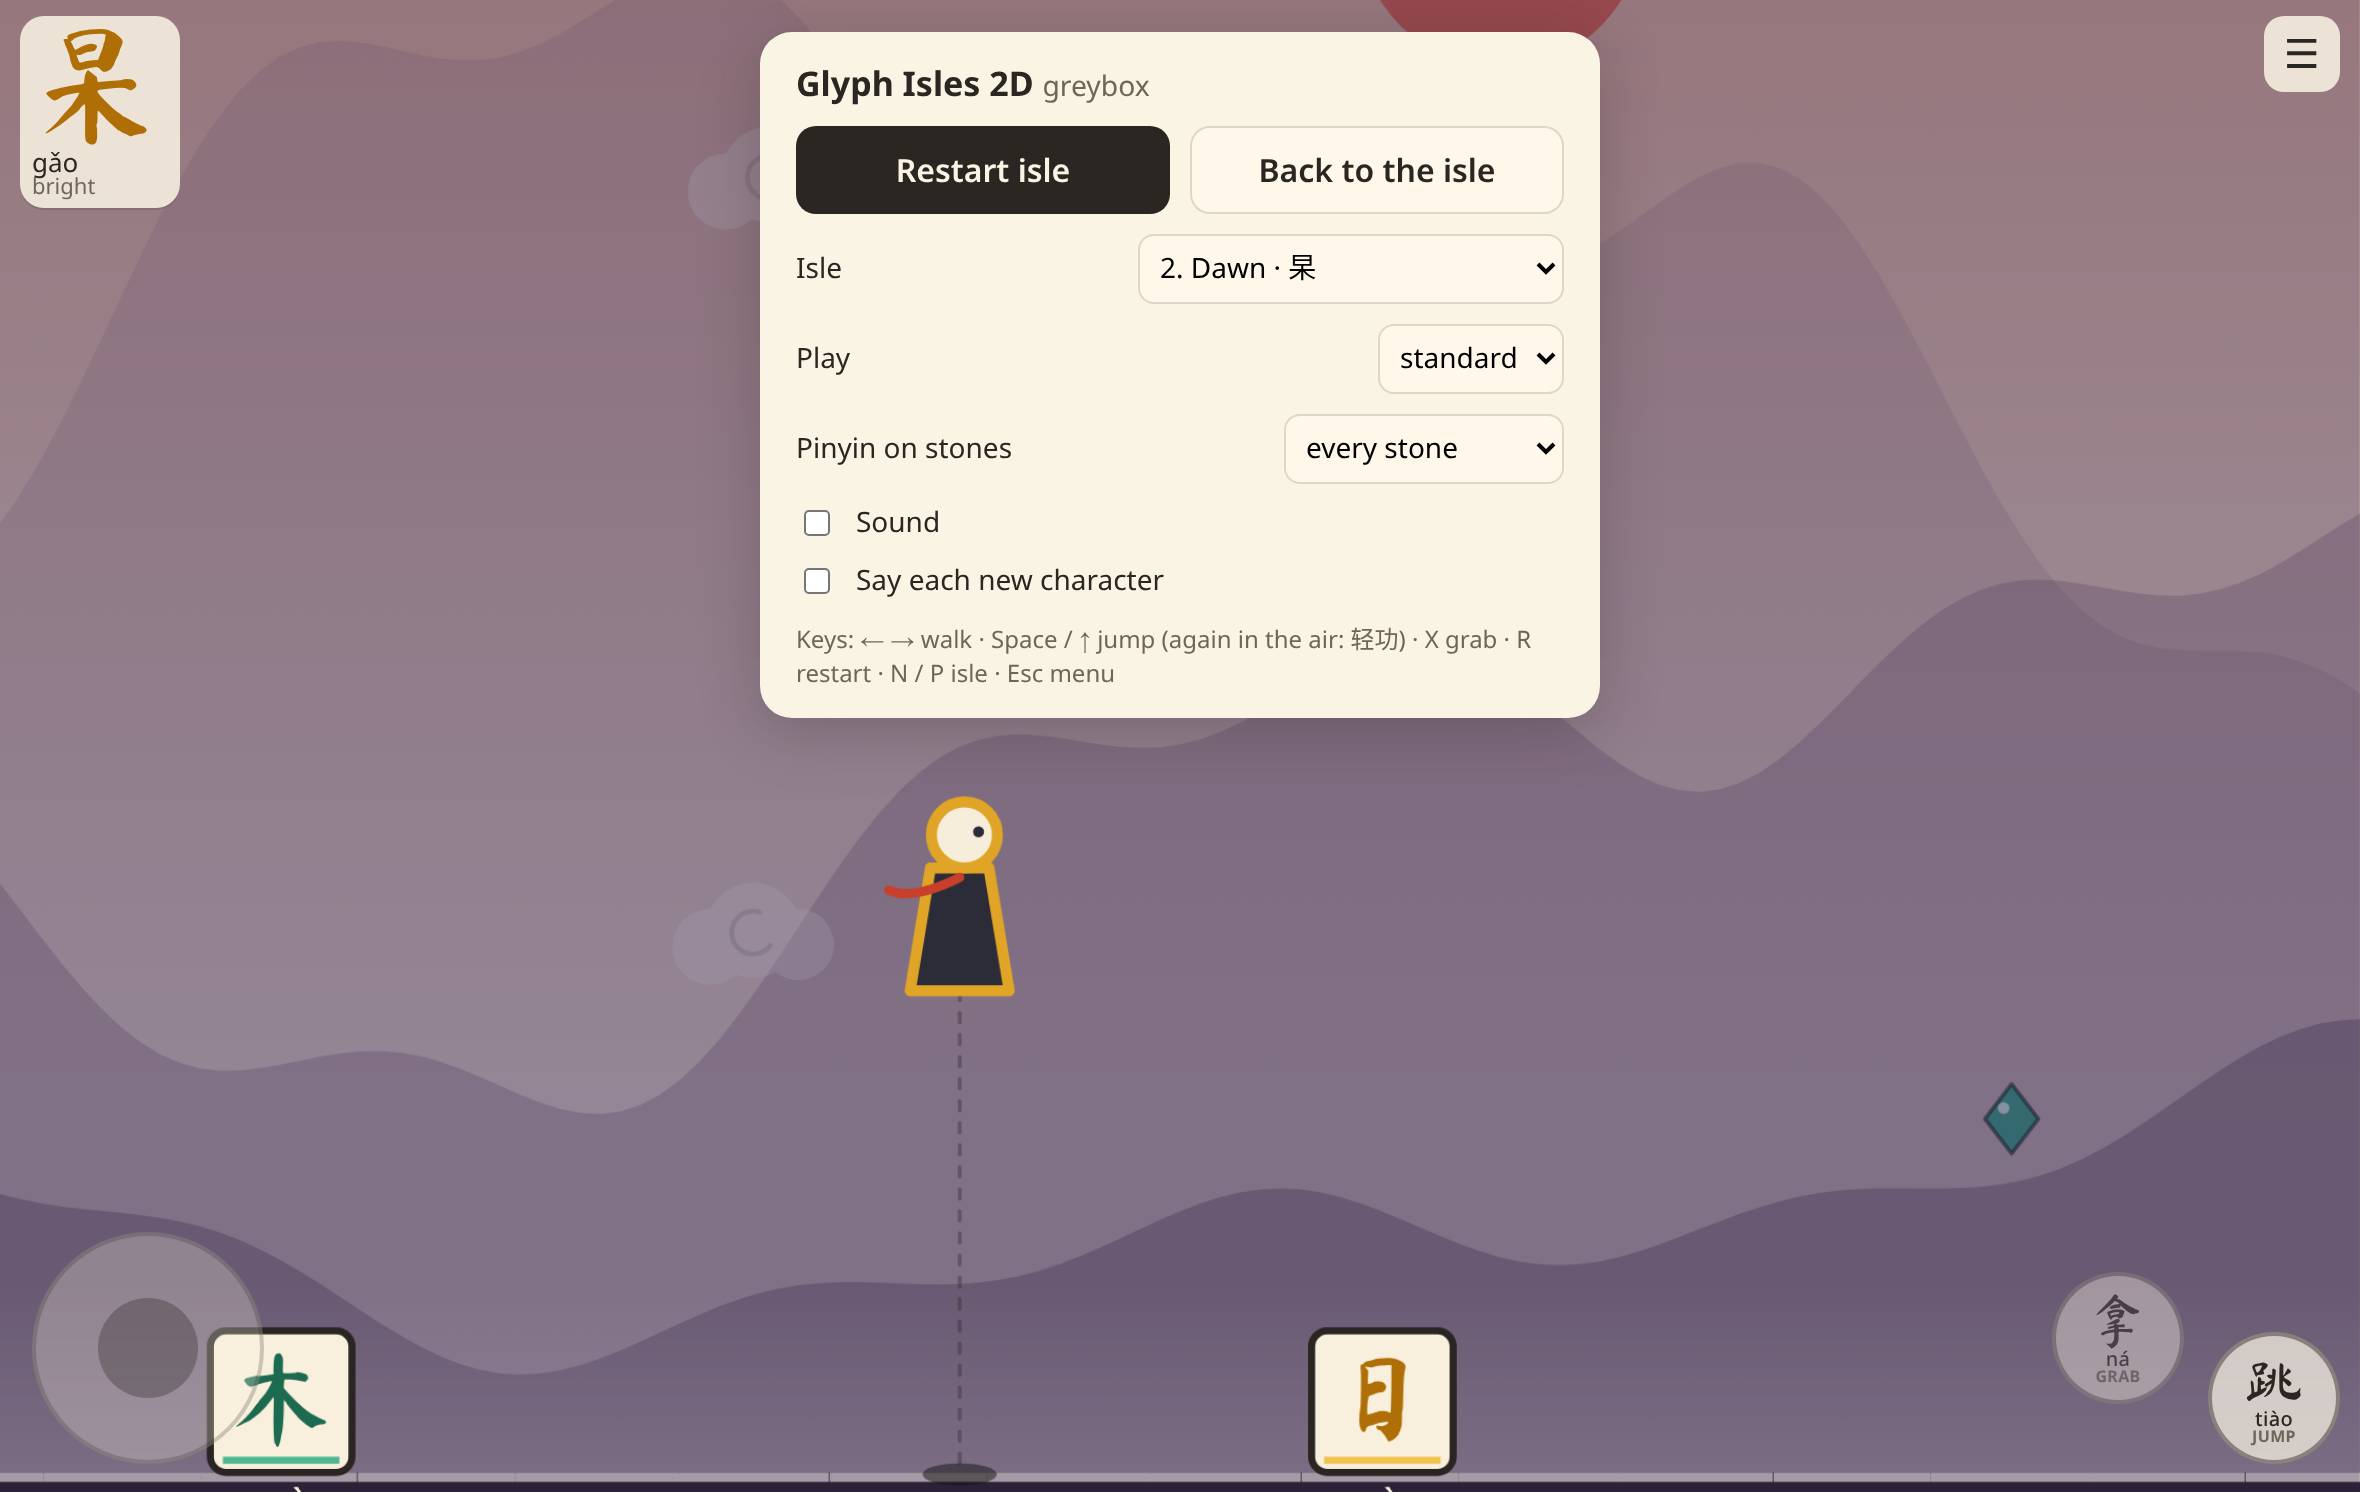 杲
gǎo
bright
Glyph Isles 2D greybox
Restart isle
Back to the isle
Isle
2. Dawn · 杲
Play
standard
Pinyin on stones
every stone
Sound
Say each new character
Keys: ←→ walk · Space / ↑ jump (again in the air: 轻功) · X grab · R
restart · N / P isle · Esc menu
木
日
拿
ná
GRAB
跳
tiào
JUMP